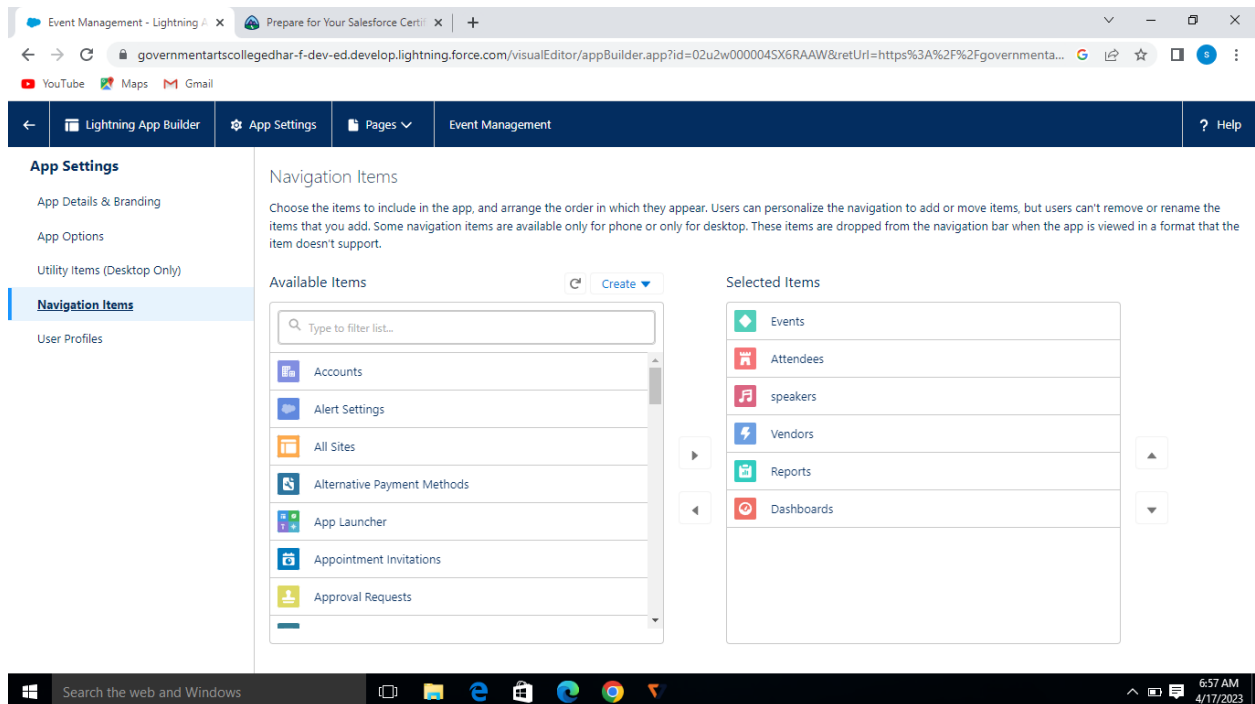 Event Management - Lightning A
Prepare for Your Salesforce Certif
governmentartscollegedhar-f-dev-ed.develop.lightning.force.com/visualEditor/appBuilder.app?id=02u2w000004SX6RAAW&retUrl=https%3A%2F%2Fgovernmenta...
YouTube Maps Gmail
Lightning App Builder App Settings Pages Event Management ? Help
App Settings
App Details & Branding
App Options
Utility Items (Desktop Only)
Navigation Items
User Profiles
Navigation Items
Choose the items to include in the app, and arrange the order in which they appear. Users can personalize the navigation to add or move items, but users can't remove or rename the
items that you add. Some navigation items are available only for phone or only for desktop. These items are dropped from the navigation bar when the app is viewed in a format that the
item doesn't support.
Available Items
Create
Type to filter list...
Accounts
Alert Settings
All Sites
Alternative Payment Methods
App Launcher
Appointment Invitations
Approval Requests
Selected Items
Events
Attendees
speakers
Vendors
Reports
Dashboards
Search the web and Windows
6:57 AM
4/17/2023